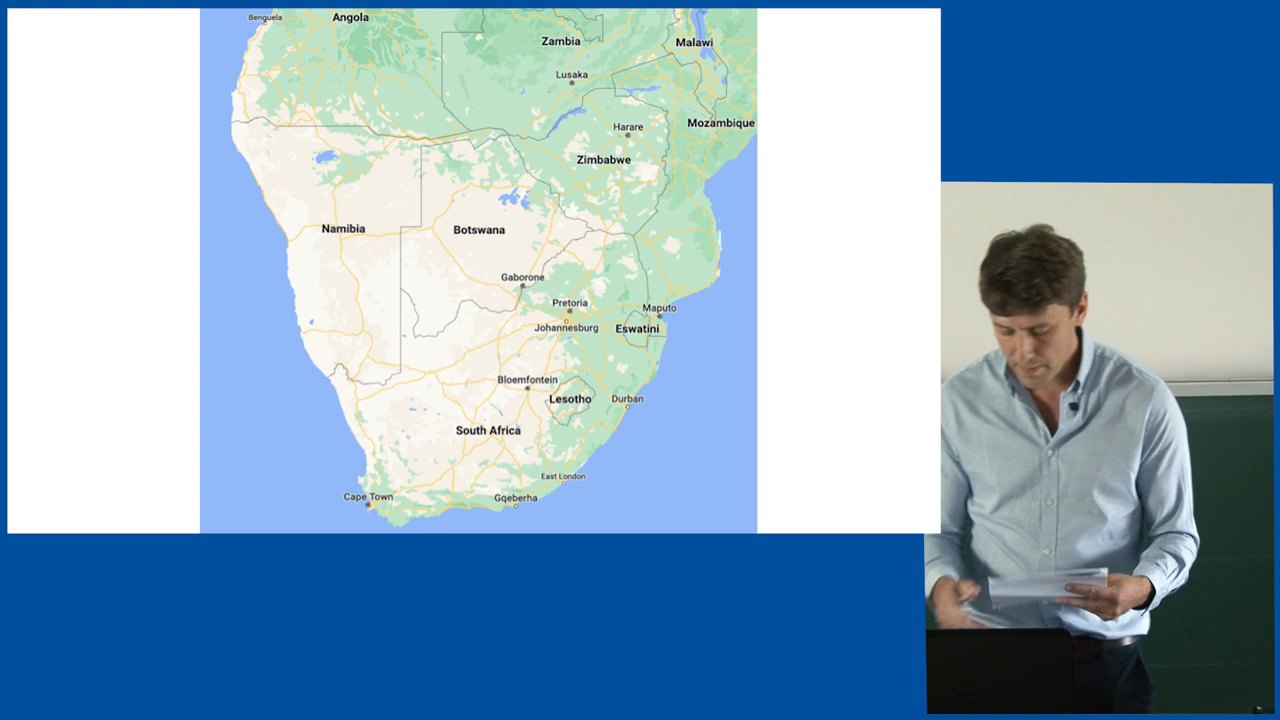 Benguela
Angola
Zambia
Malawi
Lusaka
Mozambique
Harare
Zimbabwe
Namibia
Botswana
Gaborone
Pretoria
Maputo
Johannesburg
Eswatini
Bloemfontein
Lesotho
Durban
South Africa
East London
Cape Town
Gqeberha